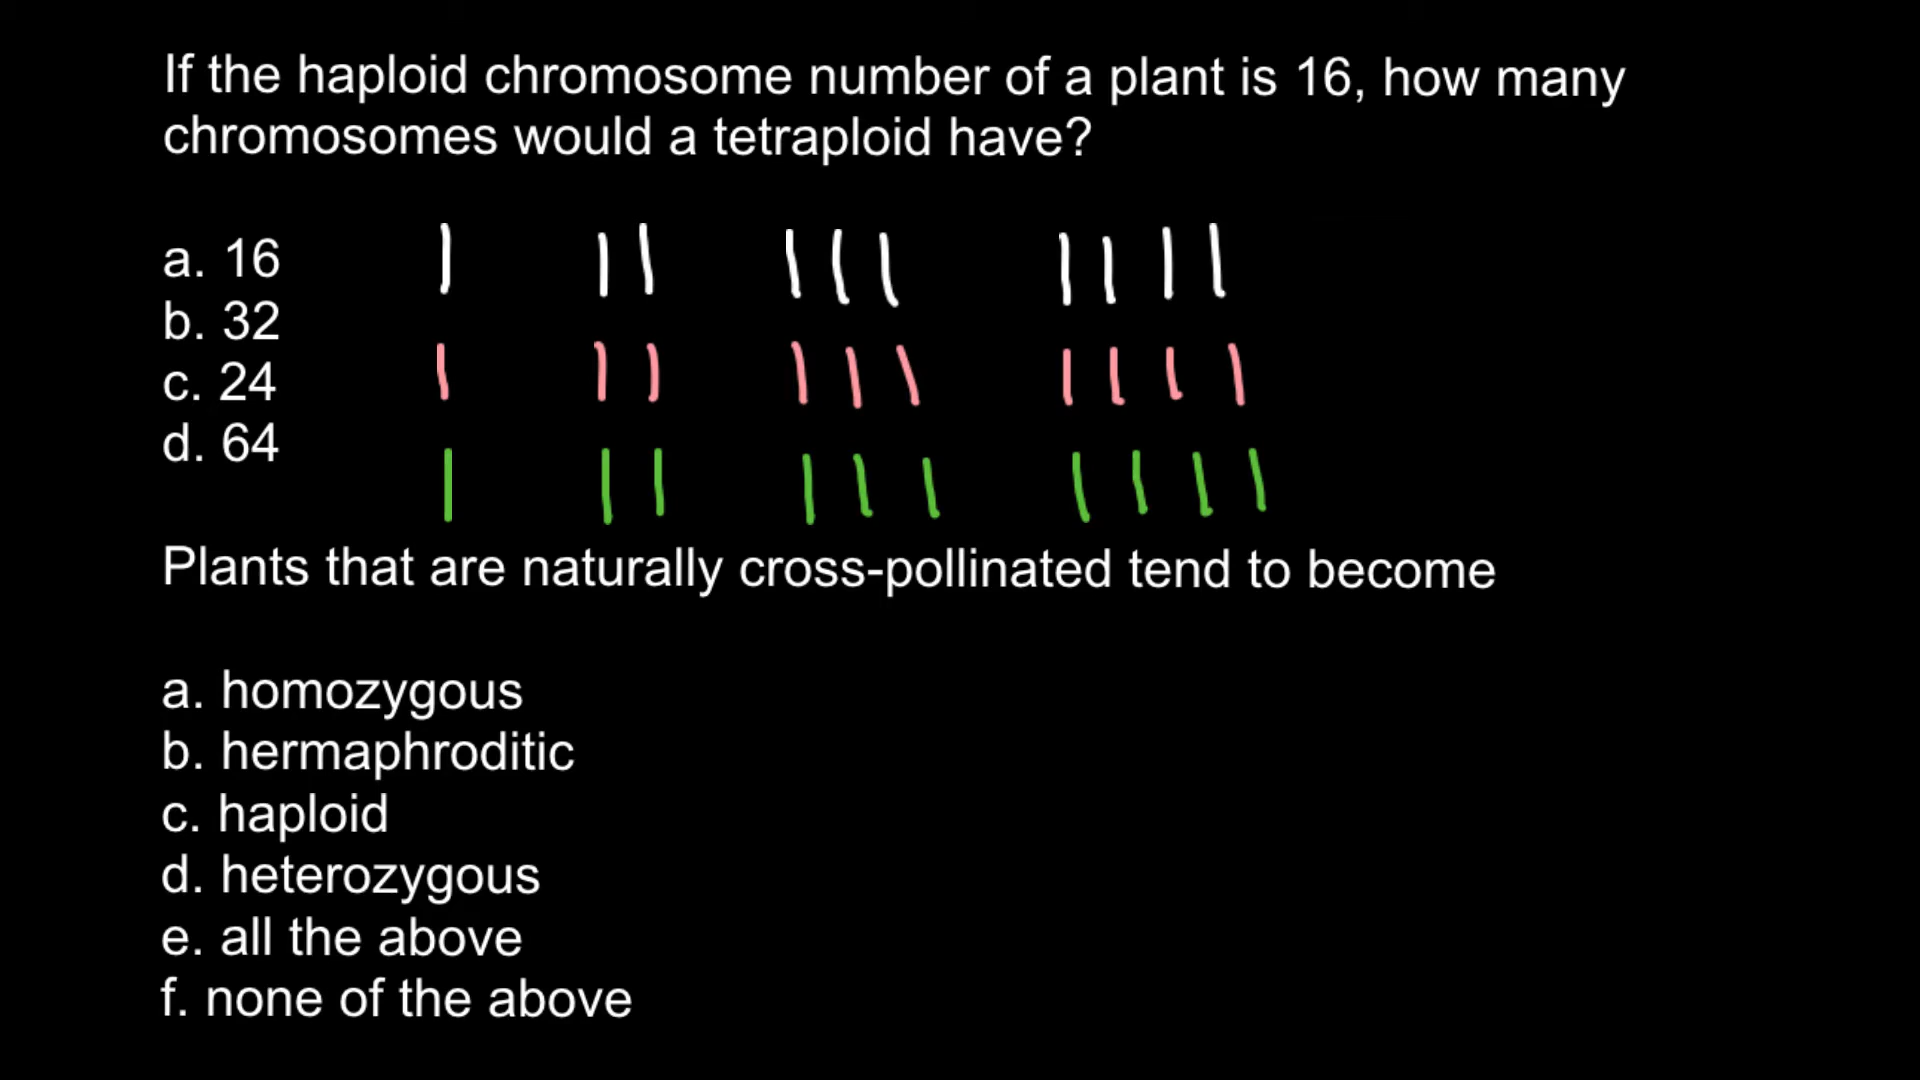 If the haploid chromosome number of a plant is 16, how many
chromosomes would a tetraploid have?
a. 16
b. 32
c. 24
d. 64
Plants that are naturally cross-pollinated tend to become
a. homozygous
b. hermaphroditic
c. haploid
d. heterozygous
e. all the above
f. none of the above